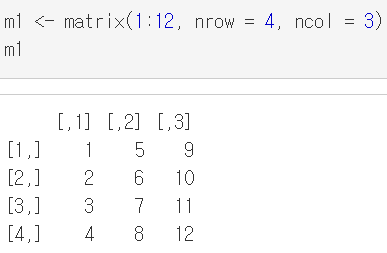 m1 <- matrix(1:12, nrow = 4, ncol = 3)
m1
[,1] [,2] [,3]
[1,] 1 5 9
[2,] 2 6 10
[3,] 3 7 11
[4,] 4 8 12